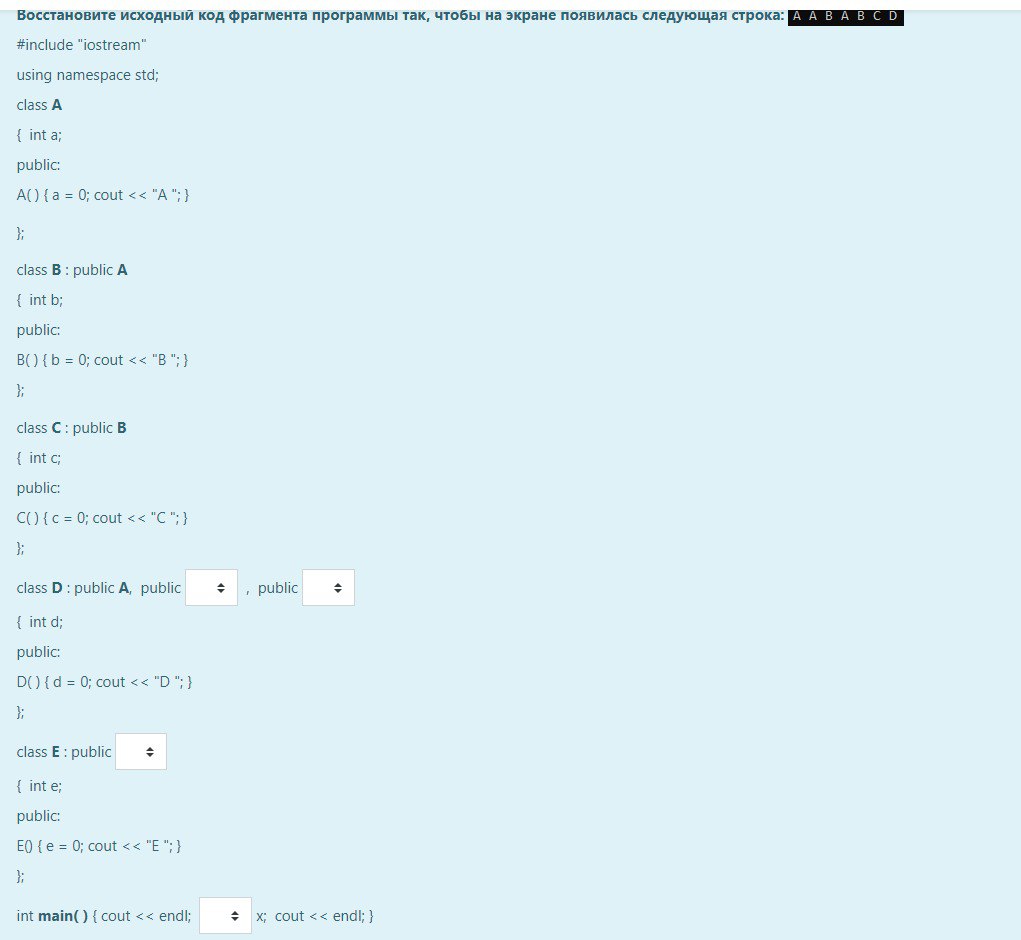 Восстановите исходный код фрагмента программы так, чтобы на экране появилась следующая строка: A A B A B C D
#include "iostream"
using namespace std;
class A
{ int a;
public:
A( ) { a = 0; cout << "A "; }
};
class B : public A
{ int b;
public:
B( ) { b = 0; cout << "B "; }
};
class C : public B
{ int c;
public:
C( ) { c = 0; cout << "C "; }
};
class D : public A, public , public
{ int d;
public:
D( ) { d = 0; cout << "D "; }
};
class E : public
{ int e;
public:
E() { e = 0; cout << "E "; }
};
int main( ) { cout << endl; x; cout << endl; }